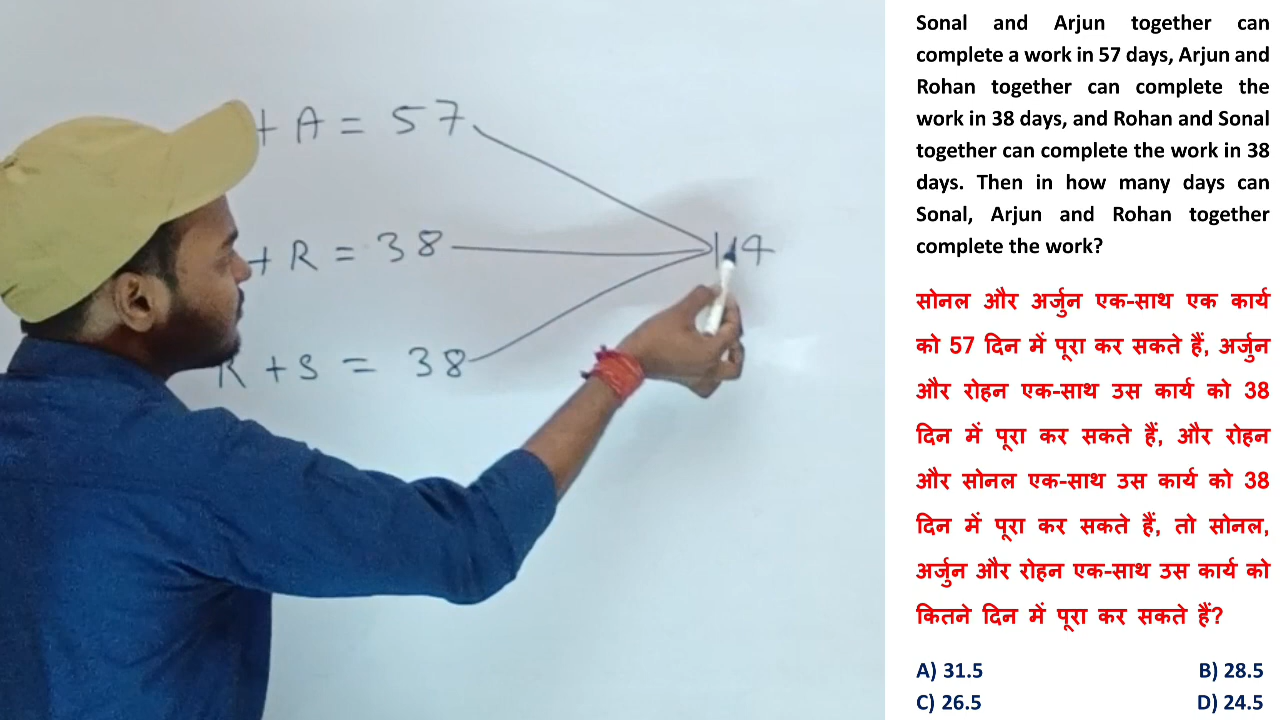 + A = 57
+ R = 38
R + S = 38
Sonal and Arjun together can
complete a work in 57 days, Arjun and
Rohan together can complete the
work in 38 days, and Rohan and Sonal
together can complete the work in 38
days. Then in how many days can
Sonal, Arjun and Rohan together
complete the work?
सोनल और अर्जुन एक-साथ एक कार्य
को 57 दिन में पूरा कर सकते हैं, अर्जुन
और रोहन एक-साथ उस कार्य को 38
दिन में पूरा कर सकते हैं, और रोहन
और सोनल एक-साथ उस कार्य को 38
दिन में पूरा कर सकते हैं, तो सोनल,
अर्जुन और रोहन एक-साथ उस कार्य को
कितने दिन में पूरा कर सकते हैं?
A) 31.5 B) 28.5
C) 26.5 D) 24.5